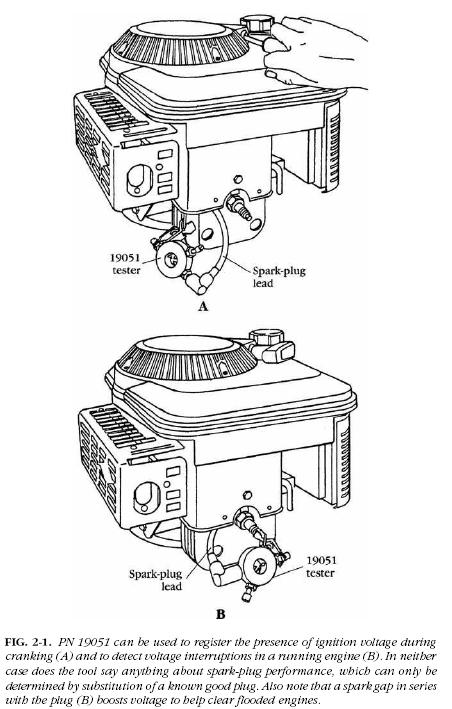 19051
tester
Spark-plug
lead
A
Spark-plug
lead
19051
tester
B
FIG. 2-1. PN 19051 can be used to register the presence of ignition voltage during
cranking (A) and to detect voltage interruptions in a running engine (B). In neither
case does the tool say anything about spark-plug performance, which can only be
determined by substitution of a known good plug. Also note that a spark gap in series
with the plug (B) boosts voltage to help clear flooded engines.